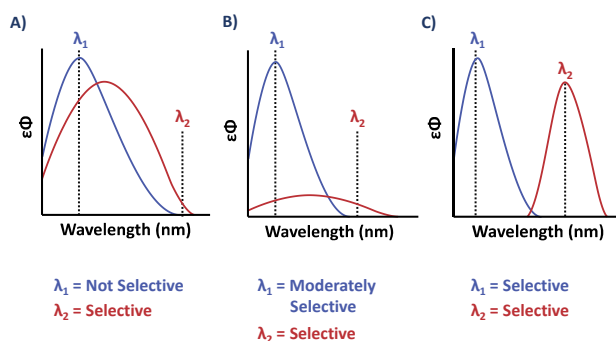 A)
λ₁
λ₂
εΦ
Wavelength (nm)
λ₁ = Not Selective
λ₂ = Selective
B)
λ₁
λ₂
εΦ
Wavelength (nm)
λ₁ = Moderately
Selective
λ₂ = Selective
C)
λ₁
λ₂
εΦ
Wavelength (nm)
λ₁ = Selective
λ₂ = Selective